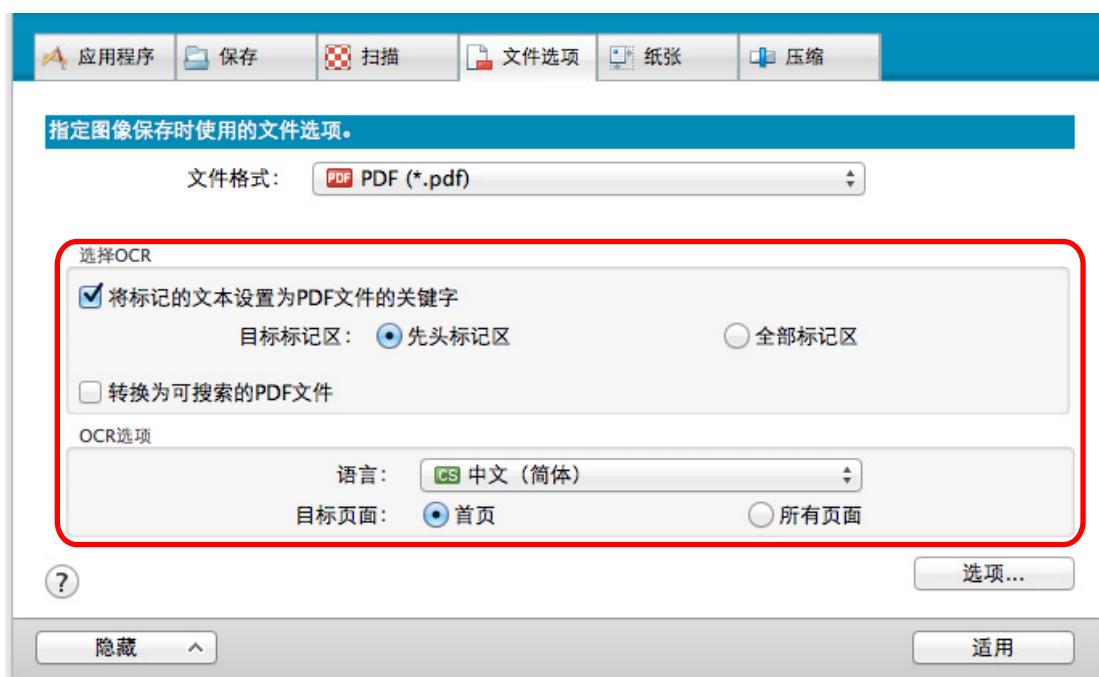 应用程序 保存 扫描 文件选项 纸张 压缩
指定图像保存时使用的文件选项。
文件格式： PDF PDF (*.pdf)
选择OCR
将标记的文本设置为PDF文件的关键字
目标标记区： 先头标记区 全部标记区
转换为可搜索的PDF文件
OCR选项
语言： CS 中文（简体）
目标页面： 首页 所有页面
? 选项...
隐藏 适用